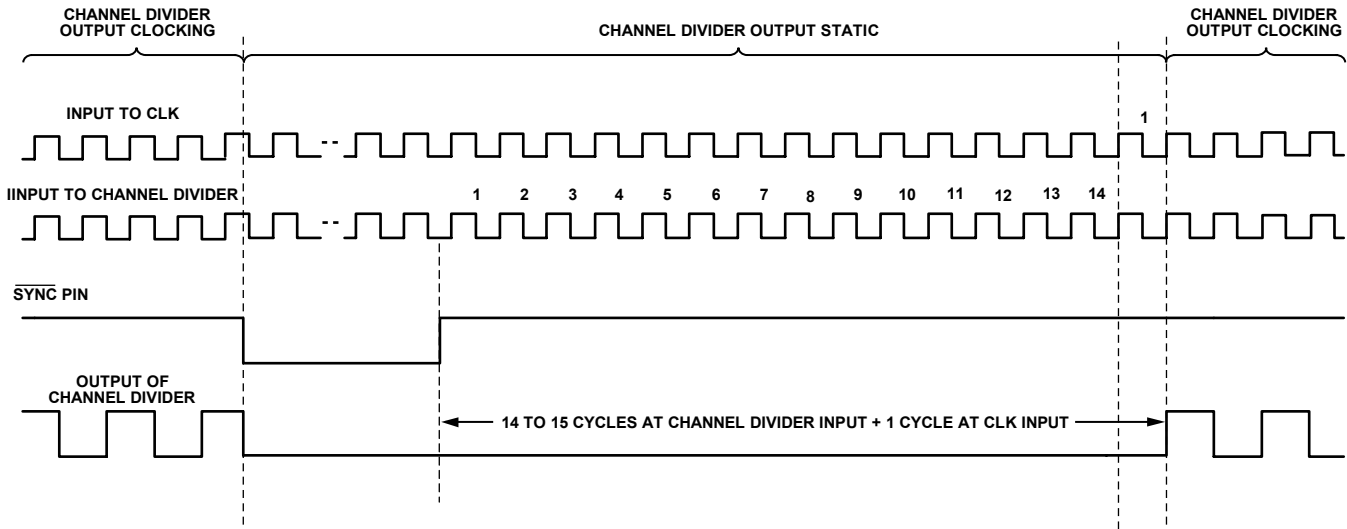 CHANNEL DIVIDER
OUTPUT CLOCKING
CHANNEL DIVIDER OUTPUT STATIC
CHANNEL DIVIDER
OUTPUT CLOCKING
INPUT TO CLK
1
IINPUT TO CHANNEL DIVIDER
1 2 3 4 5 6 7 8 9 10 11 12 13 14
SYNC PIN
OUTPUT OF
CHANNEL DIVIDER
14 TO 15 CYCLES AT CHANNEL DIVIDER INPUT + 1 CYCLE AT CLK INPUT